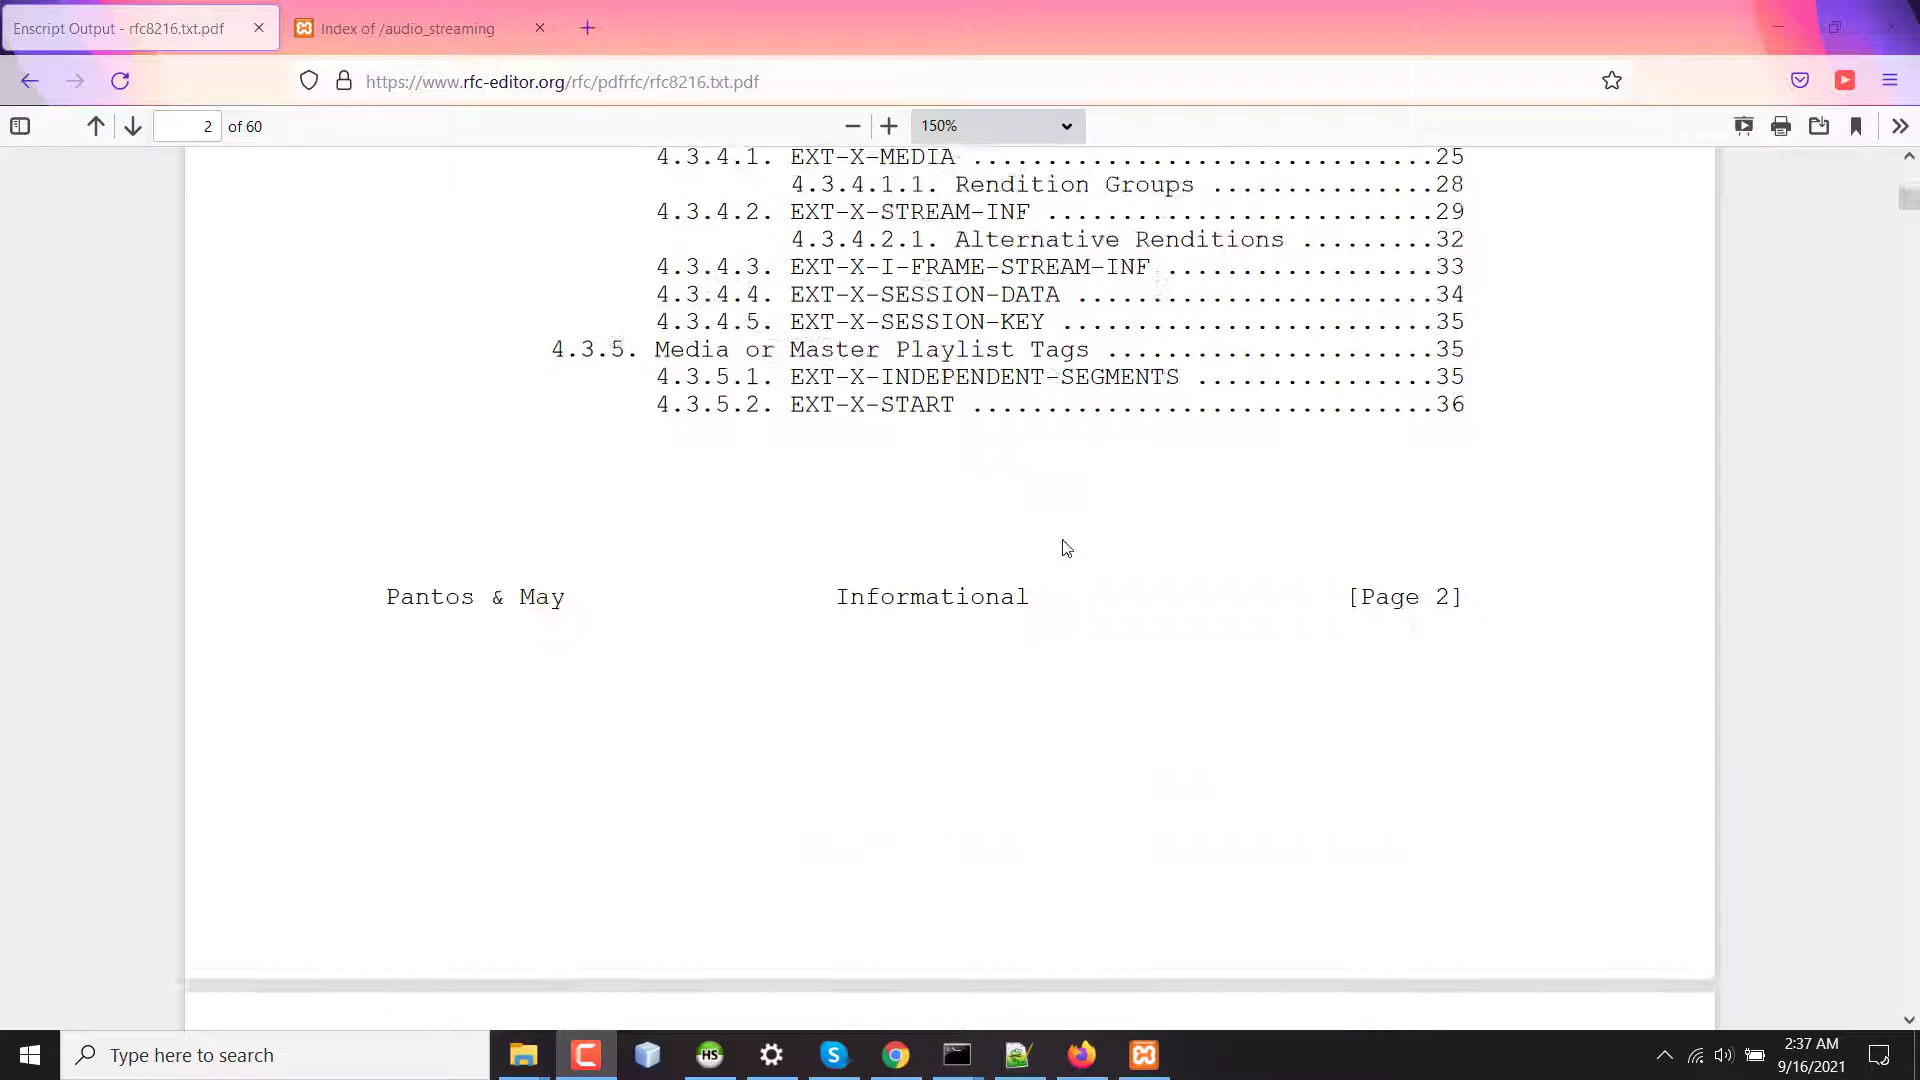 Enscript Output - rfc8216.txt.pdf
Index of /audio_streaming
https://www.rfc-editor.org/rfc/pdfrfc/rfc8216.txt.pdf
2 of 60
150%
4.3.4.1. EXT-X-MEDIA ...............................25
4.3.4.1.1. Rendition Groups ...............28
4.3.4.2. EXT-X-STREAM-INF ..........................29
4.3.4.2.1. Alternative Renditions .........32
4.3.4.3. EXT-X-I-FRAME-STREAM-INF ..................33
4.3.4.4. EXT-X-SESSION-DATA ........................34
4.3.4.5. EXT-X-SESSION-KEY .........................35
4.3.5. Media or Master Playlist Tags ......................35
4.3.5.1. EXT-X-INDEPENDENT-SEGMENTS ................35
4.3.5.2. EXT-X-START ...............................36
Pantos & May Informational [Page 2]
Type here to search
HS
2:37 AM
9/16/2021